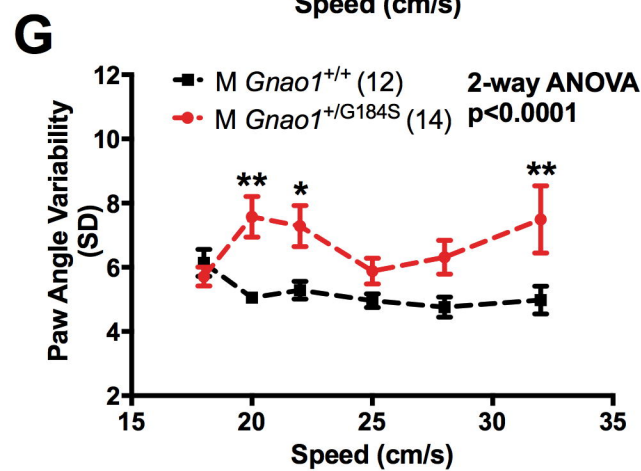 Speed (cm/s)
G
M Gnao1+/+ (12)
M Gnao1+/G184S (14)
2-way ANOVA
p<0.0001
Paw Angle Variability
(SD)
12
10
8
6
4
2
** * **
15 20 25 30 35
Speed (cm/s)